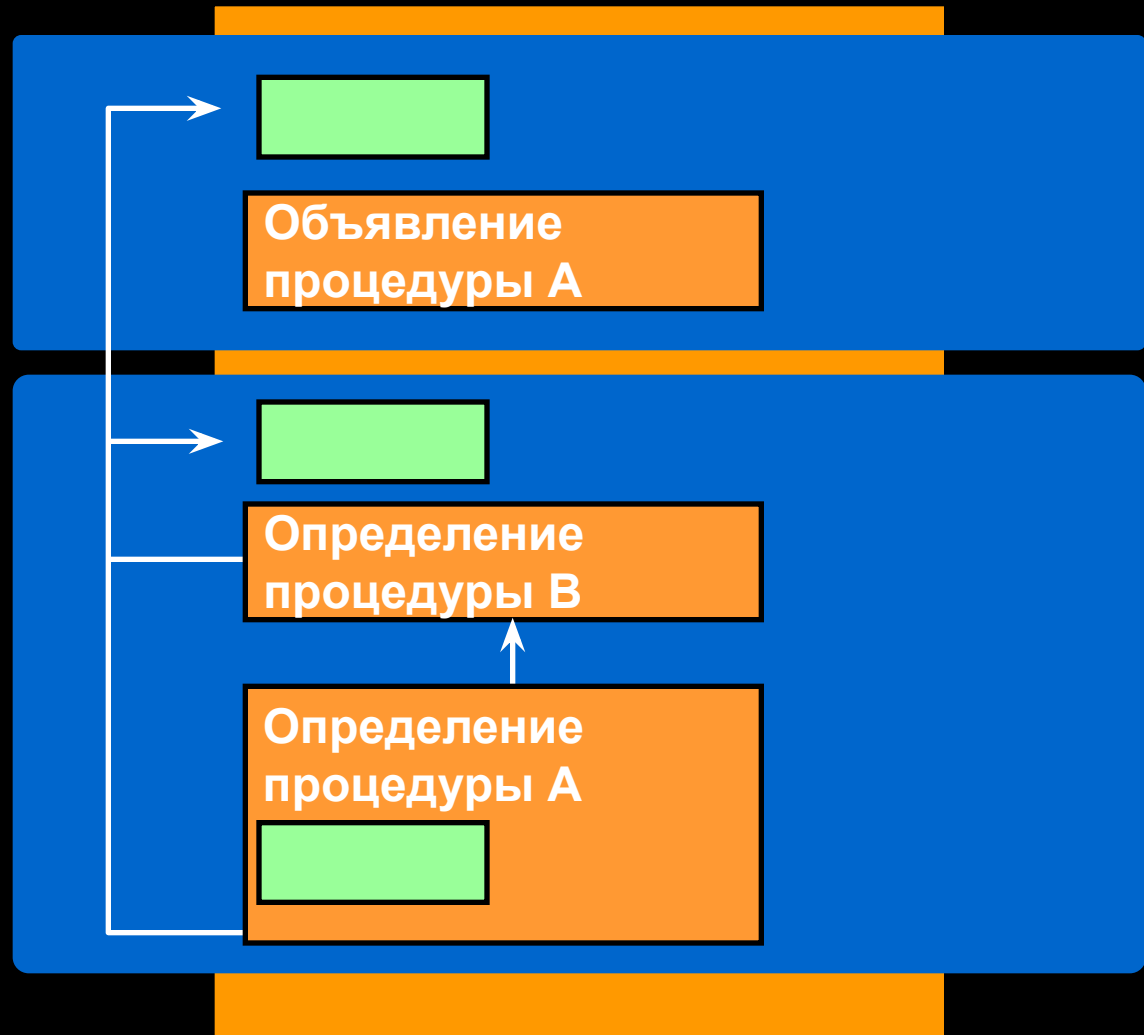 Объявление
процедуры А
Определение
процедуры В
Определение
процедуры А